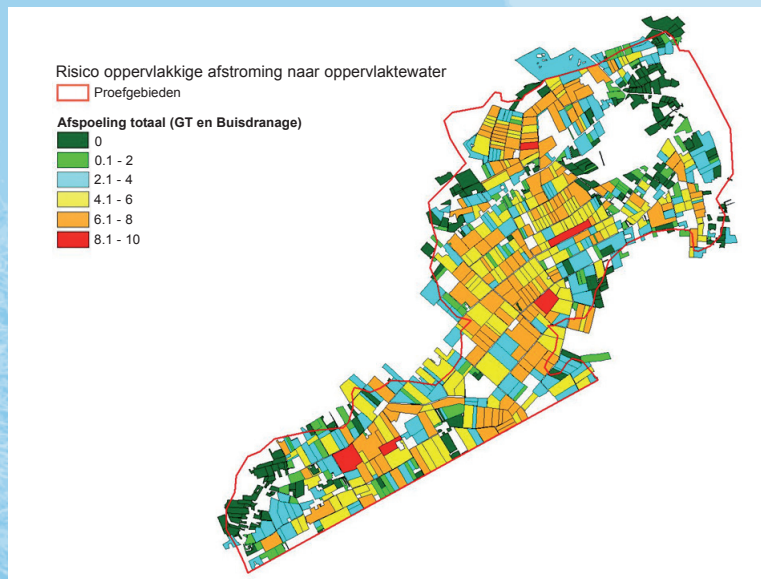 Risico oppervlakkige afstroming naar oppervlaktewater
Proefgebieden
Afspoeling totaal (GT en Buisdranage)
0
0.1 - 2
2.1 - 4
4.1 - 6
6.1 - 8
8.1 - 10